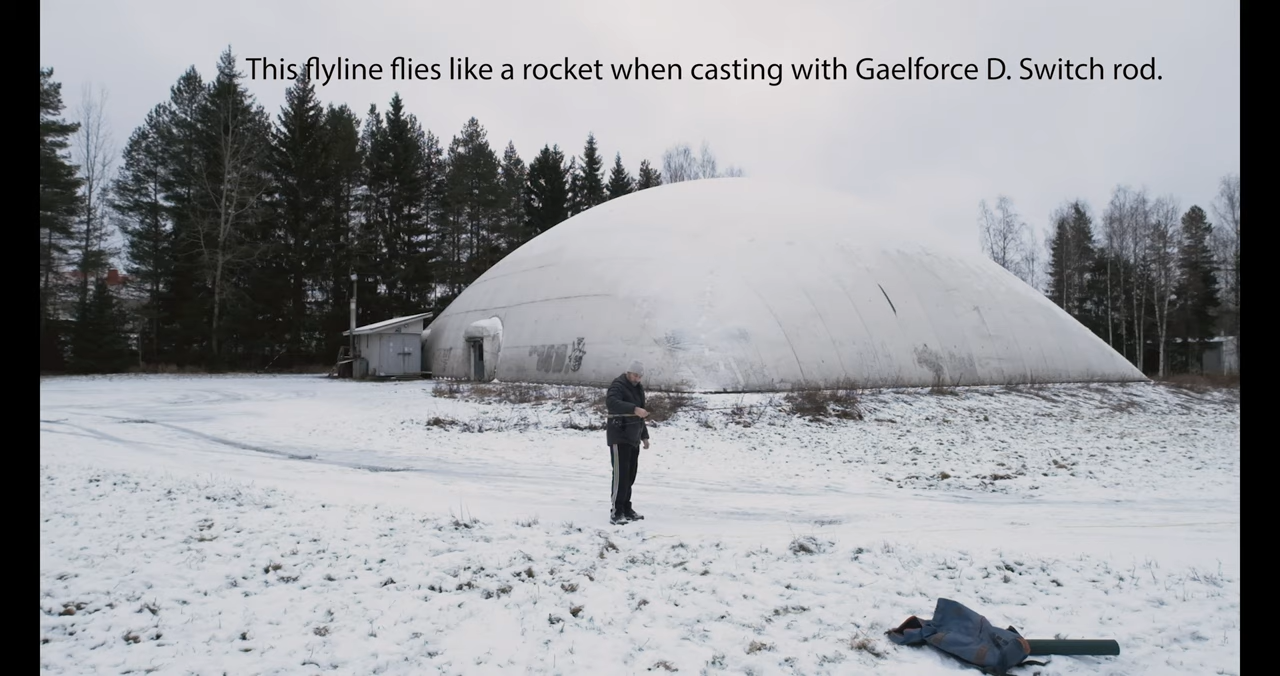 This flyline flies like a rocket when casting with Gaelforce D. Switch rod.